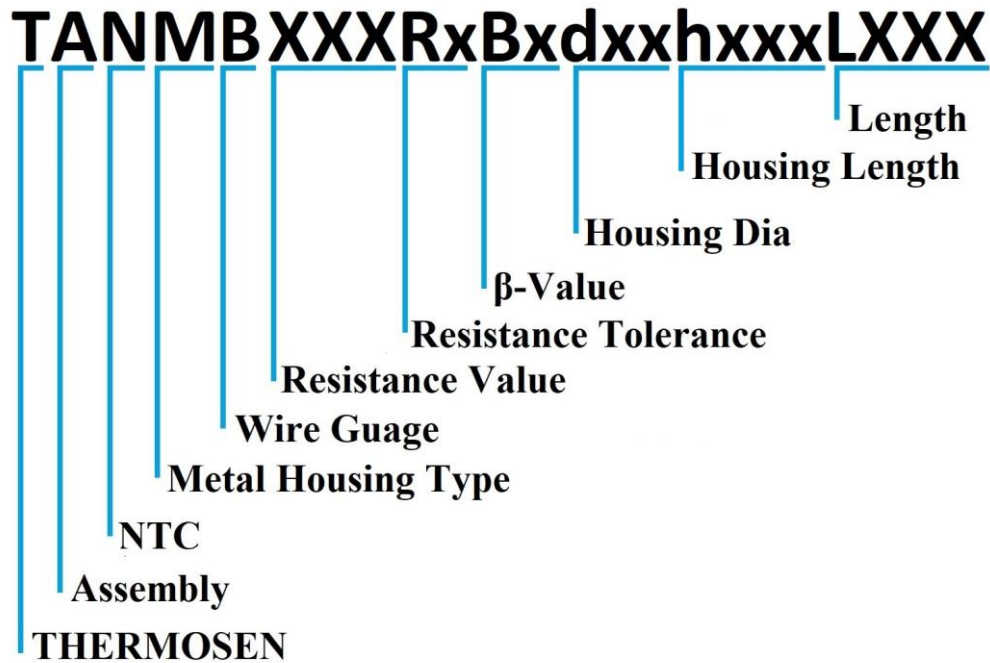 TANMBXXXRxBxdxxhxxxLXXX
Length
Housing Length
Housing Dia
β-Value
Resistance Tolerance
Resistance Value
Wire Guage
Metal Housing Type
NTC
Assembly
THERMOSEN